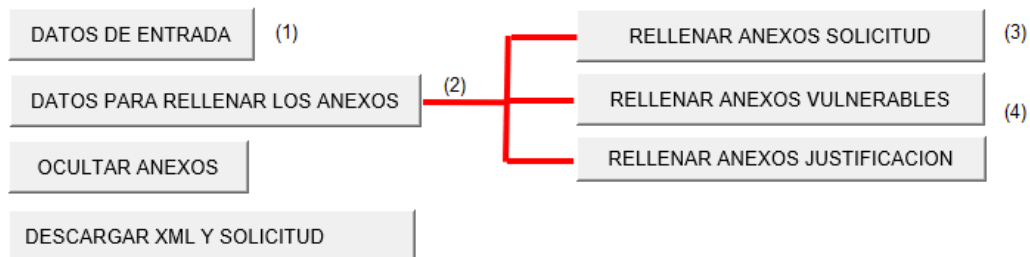 DATOS DE ENTRADA (1)
DATOS PARA RELLENAR LOS ANEXOS (2)
OCULTAR ANEXOS
DESCARGAR XML Y SOLICITUD
RELLENAR ANEXOS SOLICITUD (3)
RELLENAR ANEXOS VULNERABLES (4)
RELLENAR ANEXOS JUSTIFICACION